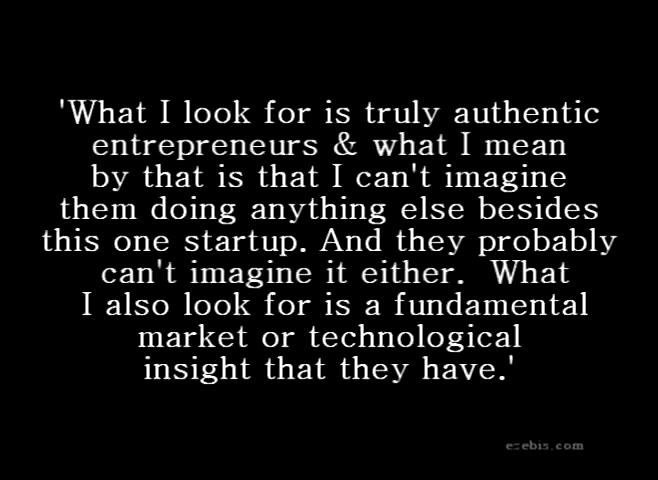 'What I look for is truly authentic
entrepreneurs & what I mean
by that is that I can't imagine
them doing anything else besides
this one startup. And they probably
can't imagine it either.  What
I also look for is a fundamental
market or technological
insight that they have.'